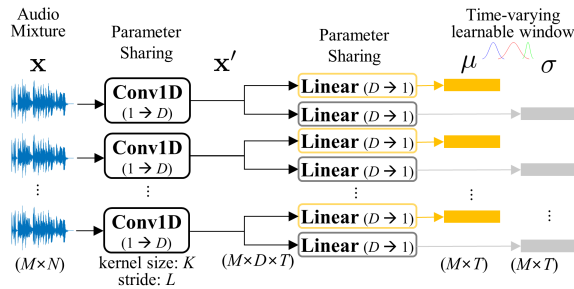 Audio Mixture
Parameter Sharing
Parameter Sharing
Time-varying learnable window
x
x′
μ
σ
Conv1D
(1 → D)
Linear (D → 1)
Linear (D → 1)
Conv1D
(1 → D)
Linear (D → 1)
Linear (D → 1)
⋮ ⋮ ⋮ ⋮ ⋮
Conv1D
(1 → D)
Linear (D → 1)
Linear (D → 1)
(M×N)
kernel size: K
stride: L
(M×D×T)
(M×T)
(M×T)